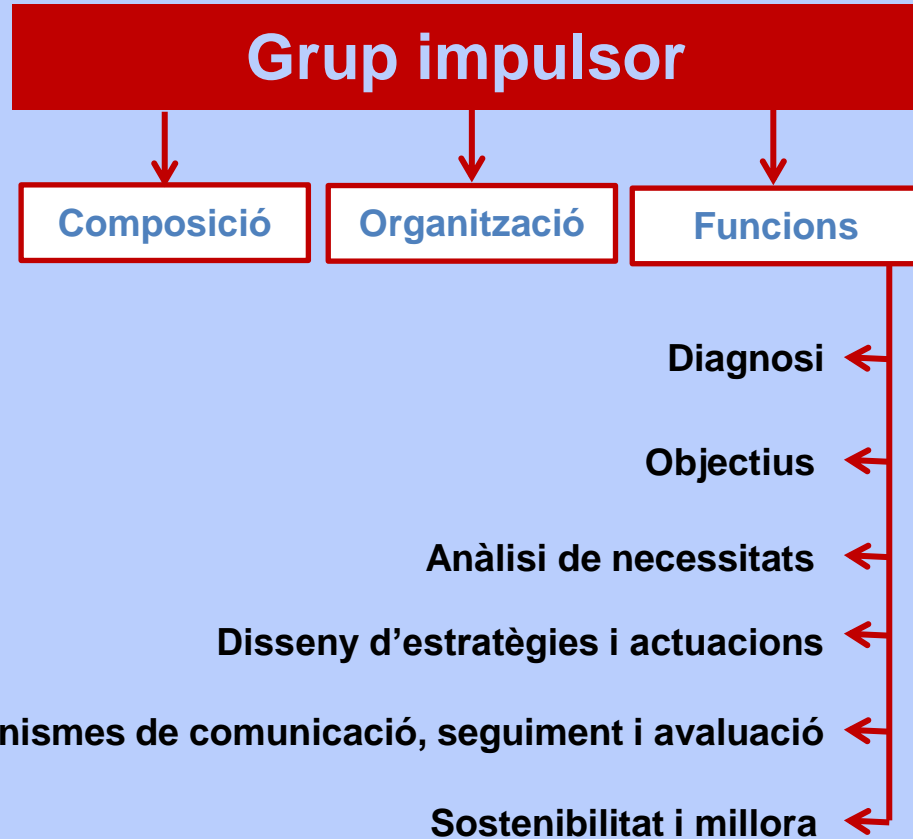 Grup impulsor
Composició
Organització
Funcions
Diagnosi
Objectius
Anàlisi de necessitats
Disseny d’estratègies i actuacions
de comunicació, seguiment i avaluació
Sostenibilitat i millora